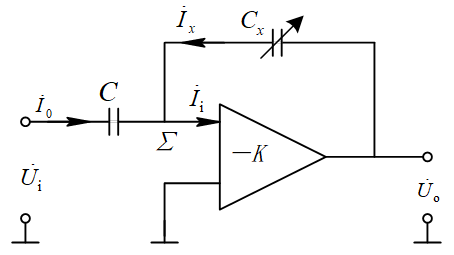 İₓ Cₓ
İ₀ C İᵢ
Σ −K
U̇ᵢ U̇ₒ